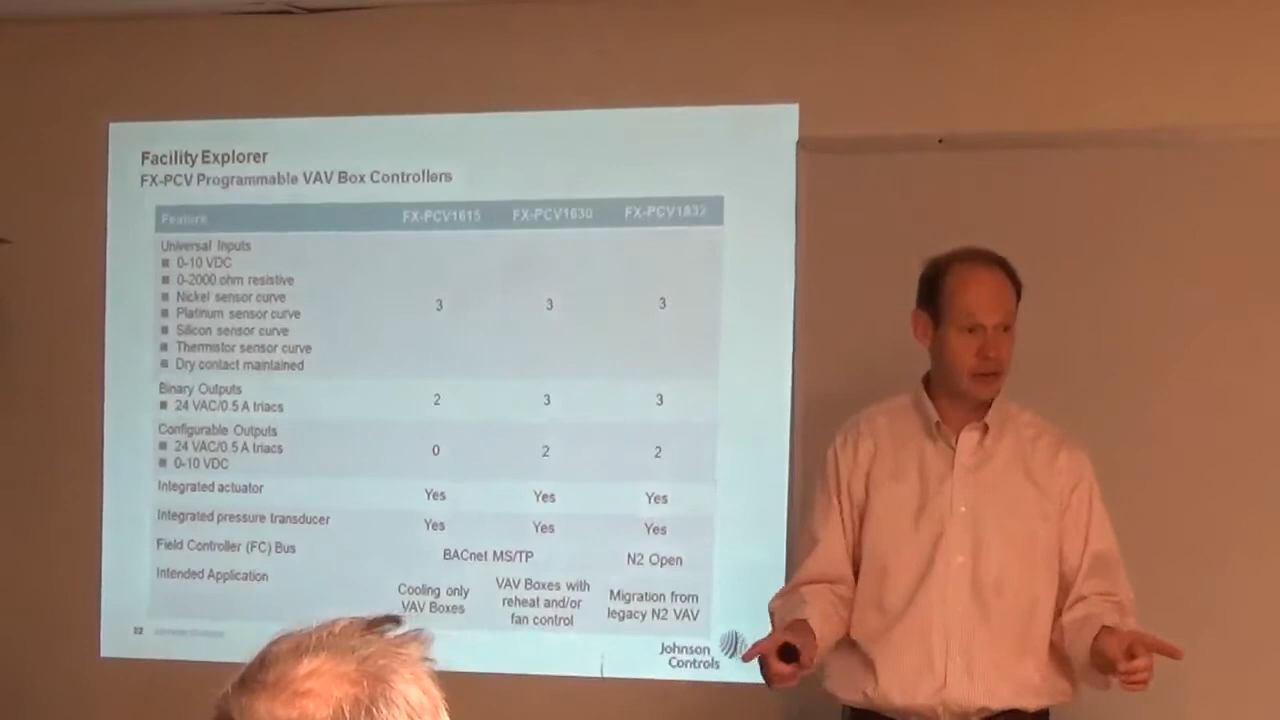 Facility Explorer
FX-PCV Programmable VAV Box Controllers
Feature FX-PCV1615 FX-PCV1630 FX-PCV1832
Universal Inputs
0-10 VDC
0-2000 ohm resistive
Nickel sensor curve
Platinum sensor curve 3 3 3
Silicon sensor curve
Thermistor sensor curve
Dry contact maintained
Binary Outputs
24 VAC/0.5 A triacs 2 3 3
Configurable Outputs
24 VAC/0.5 A triacs 0 2 2
0-10 VDC
Integrated actuator Yes Yes Yes
Integrated pressure transducer Yes Yes Yes
Field Controller (FC) Bus BACnet MS/TP N2 Open
Intended Application Cooling only VAV Boxes VAV Boxes with reheat and/or fan control Migration from legacy N2 VAV
22
Johnson
Controls